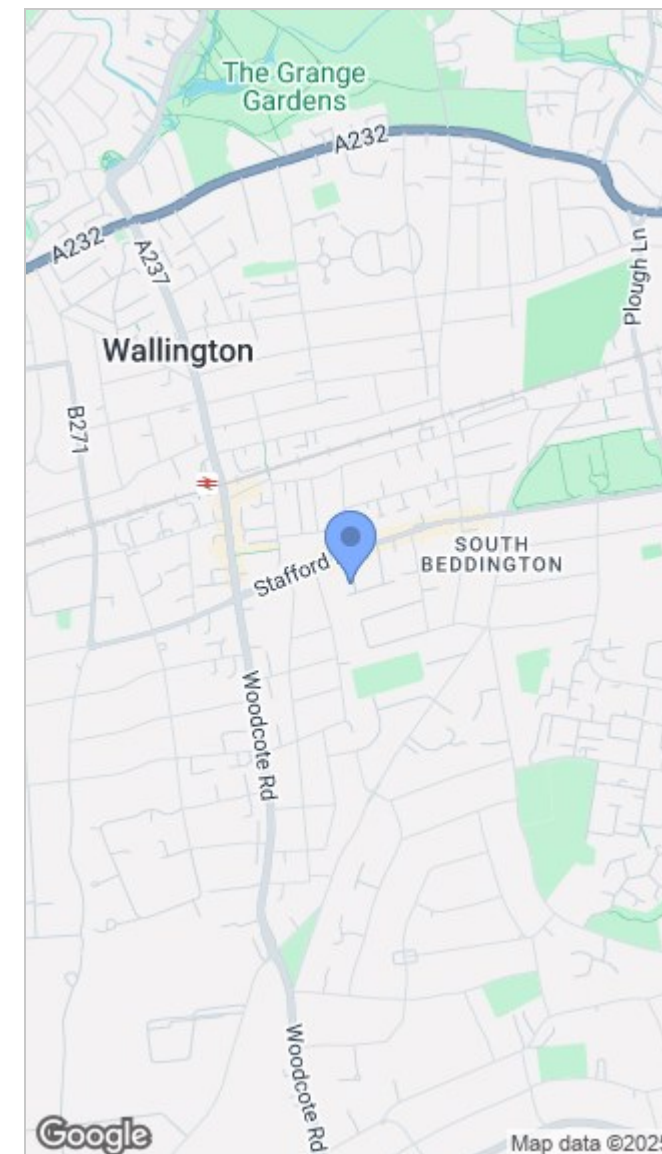 The Grange
Gardens
A232
A232
A237
Plough Ln
Wallington
B271
Stafford
SOUTH
BEDDINGTON
Woodcote Rd
Woodcote Rd
Google
Map data ©2025